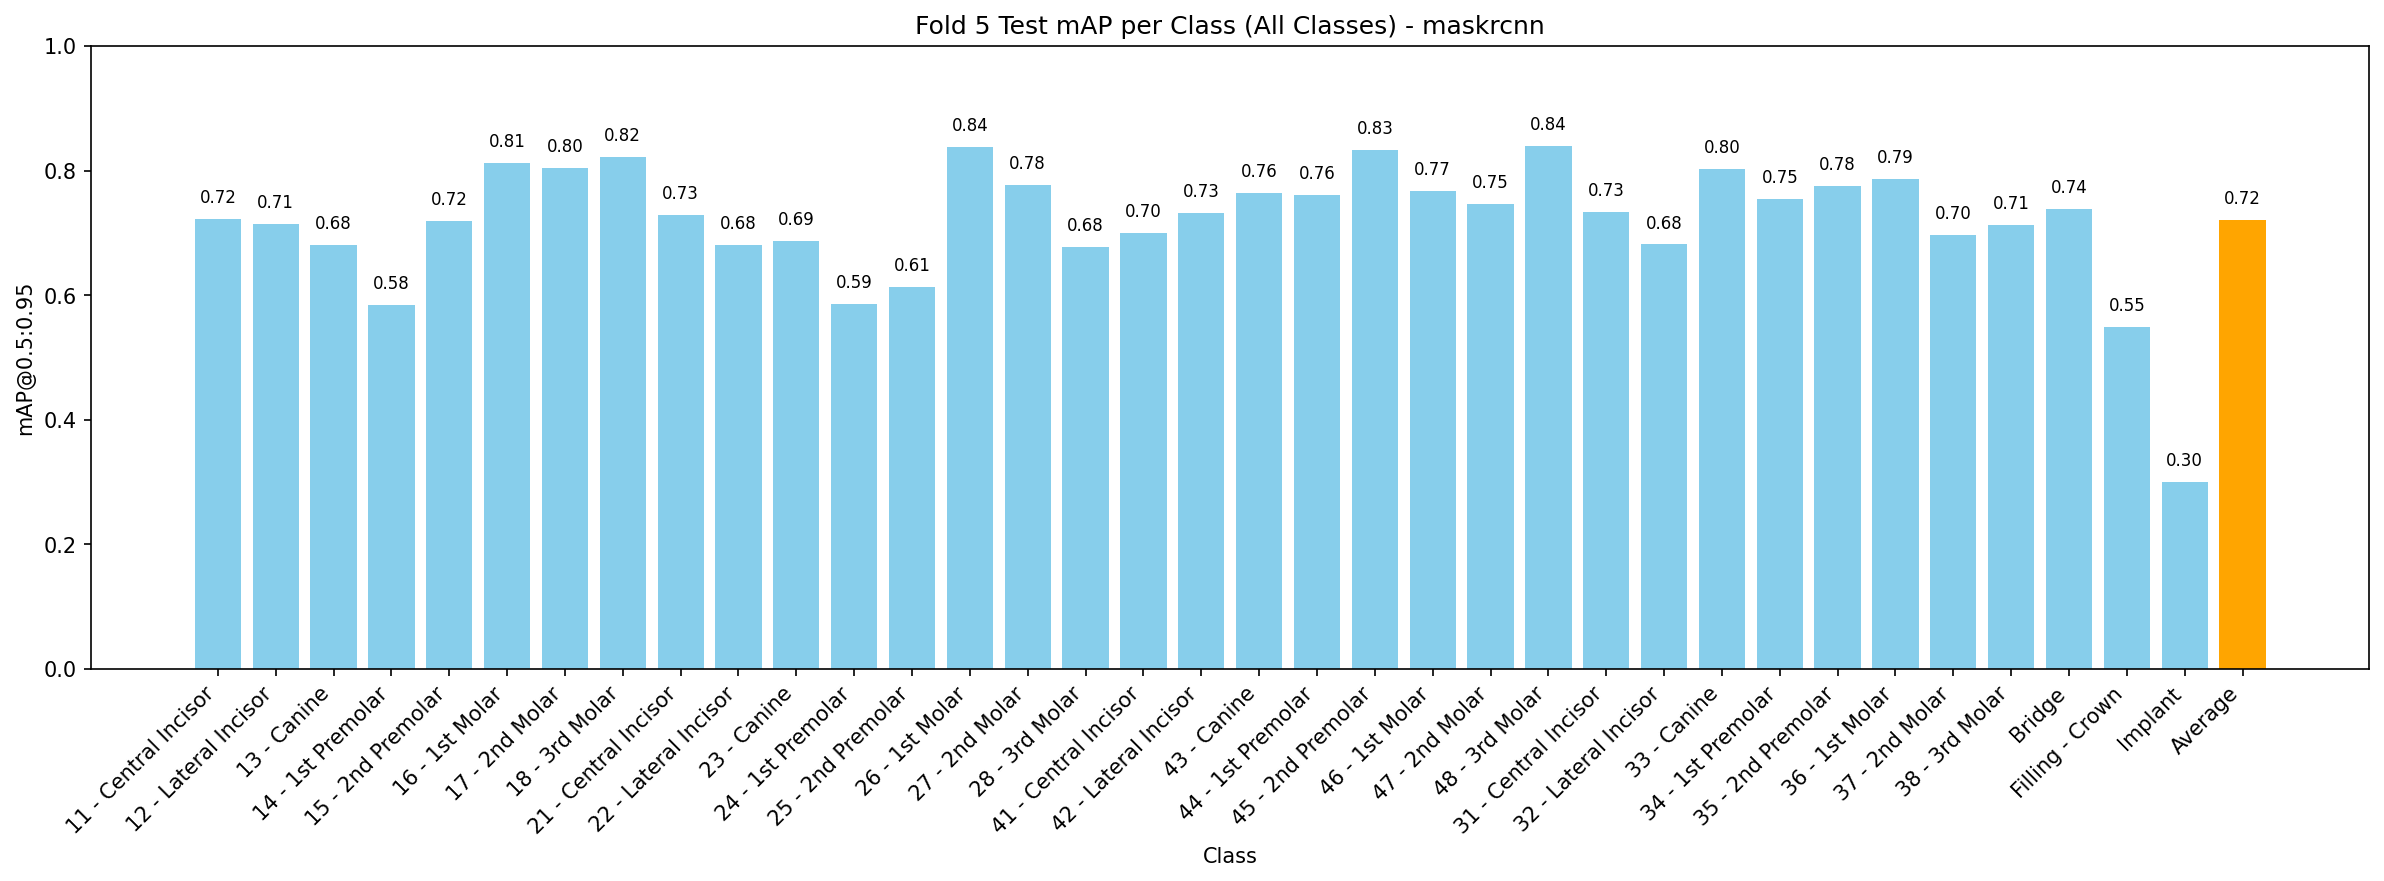 Fold 5 Test mAP per Class (All Classes) - maskrcnn
mAP@0.5:0.95
1.0
0.8
0.6
0.4
0.2
0.0
0.72
0.71
0.68
0.58
0.72
0.81
0.80
0.82
0.73
0.68
0.69
0.59
0.61
0.84
0.78
0.68
0.70
0.73
0.76
0.76
0.83
0.77
0.75
0.84
0.73
0.68
0.80
0.75
0.78
0.79
0.70
0.71
0.74
0.55
0.30
0.72
11 - Central Incisor
12 - Lateral Incisor
13 - Canine
14 - 1st Premolar
15 - 2nd Premolar
16 - 1st Molar
17 - 2nd Molar
18 - 3rd Molar
21 - Central Incisor
22 - Lateral Incisor
23 - Canine
24 - 1st Premolar
25 - 2nd Premolar
26 - 1st Molar
27 - 2nd Molar
28 - 3rd Molar
41 - Central Incisor
42 - Lateral Incisor
43 - Canine
44 - 1st Premolar
45 - 2nd Premolar
46 - 1st Molar
47 - 2nd Molar
48 - 3rd Molar
31 - Central Incisor
32 - Lateral Incisor
33 - Canine
34 - 1st Premolar
35 - 2nd Premolar
36 - 1st Molar
37 - 2nd Molar
38 - 3rd Molar
Bridge
Filling - Crown
Implant
Average
Class